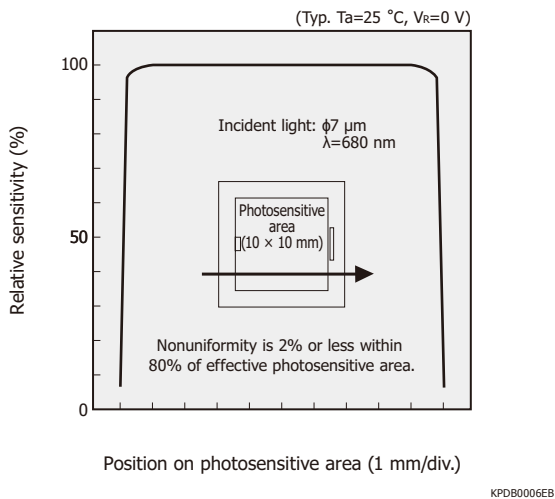 (Typ. Ta=25 °C, VR=0 V)
100
50
0
Relative sensitivity (%)
Incident light: ϕ7 µm
λ=680 nm
Photosensitive
area
(10 × 10 mm)
Nonuniformity is 2% or less within
80% of effective photosensitive area.
Position on photosensitive area (1 mm/div.)
KPDB0006EB